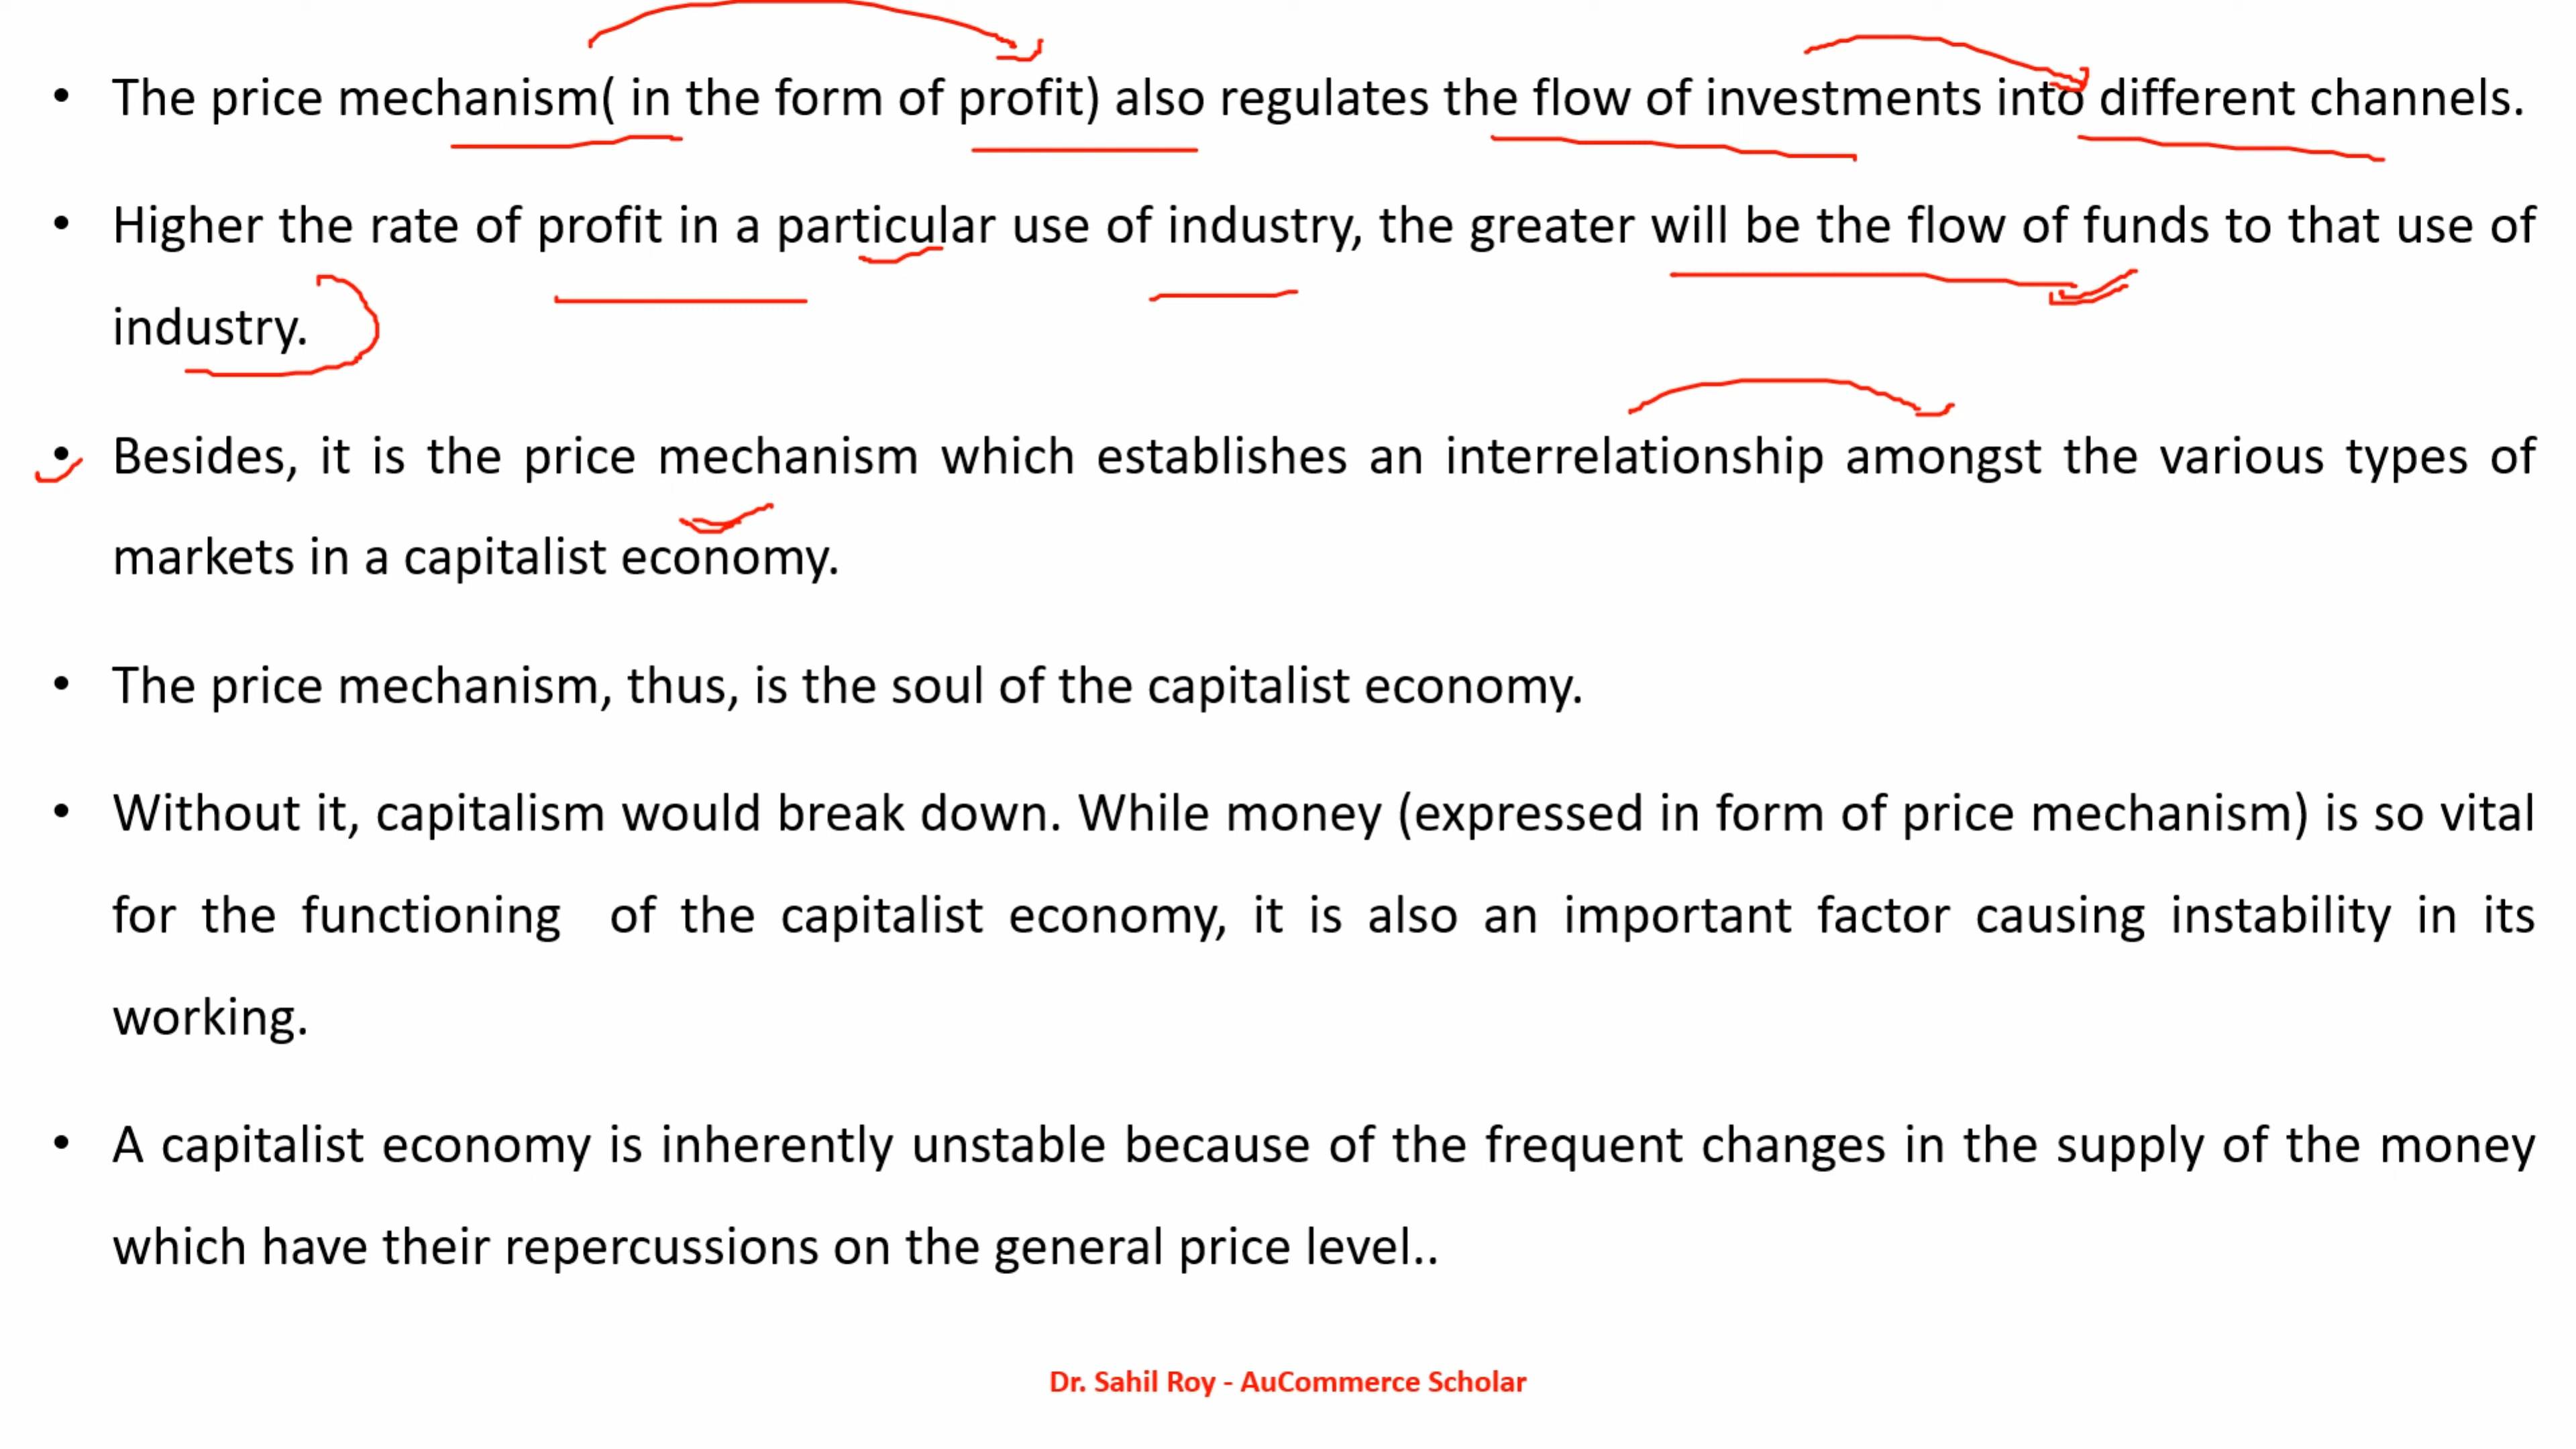 • The price mechanism( in the form of profit) also regulates the flow of investments into different channels.
• Higher the rate of profit in a particular use of industry, the greater will be the flow of funds to that use of
industry.
• Besides, it is the price mechanism which establishes an interrelationship amongst the various types of
markets in a capitalist economy.
• The price mechanism, thus, is the soul of the capitalist economy.
• Without it, capitalism would break down. While money (expressed in form of price mechanism) is so vital
for the functioning of the capitalist economy, it is also an important factor causing instability in its
working.
• A capitalist economy is inherently unstable because of the frequent changes in the supply of the money
which have their repercussions on the general price level..
Dr. Sahil Roy - AuCommerce Scholar